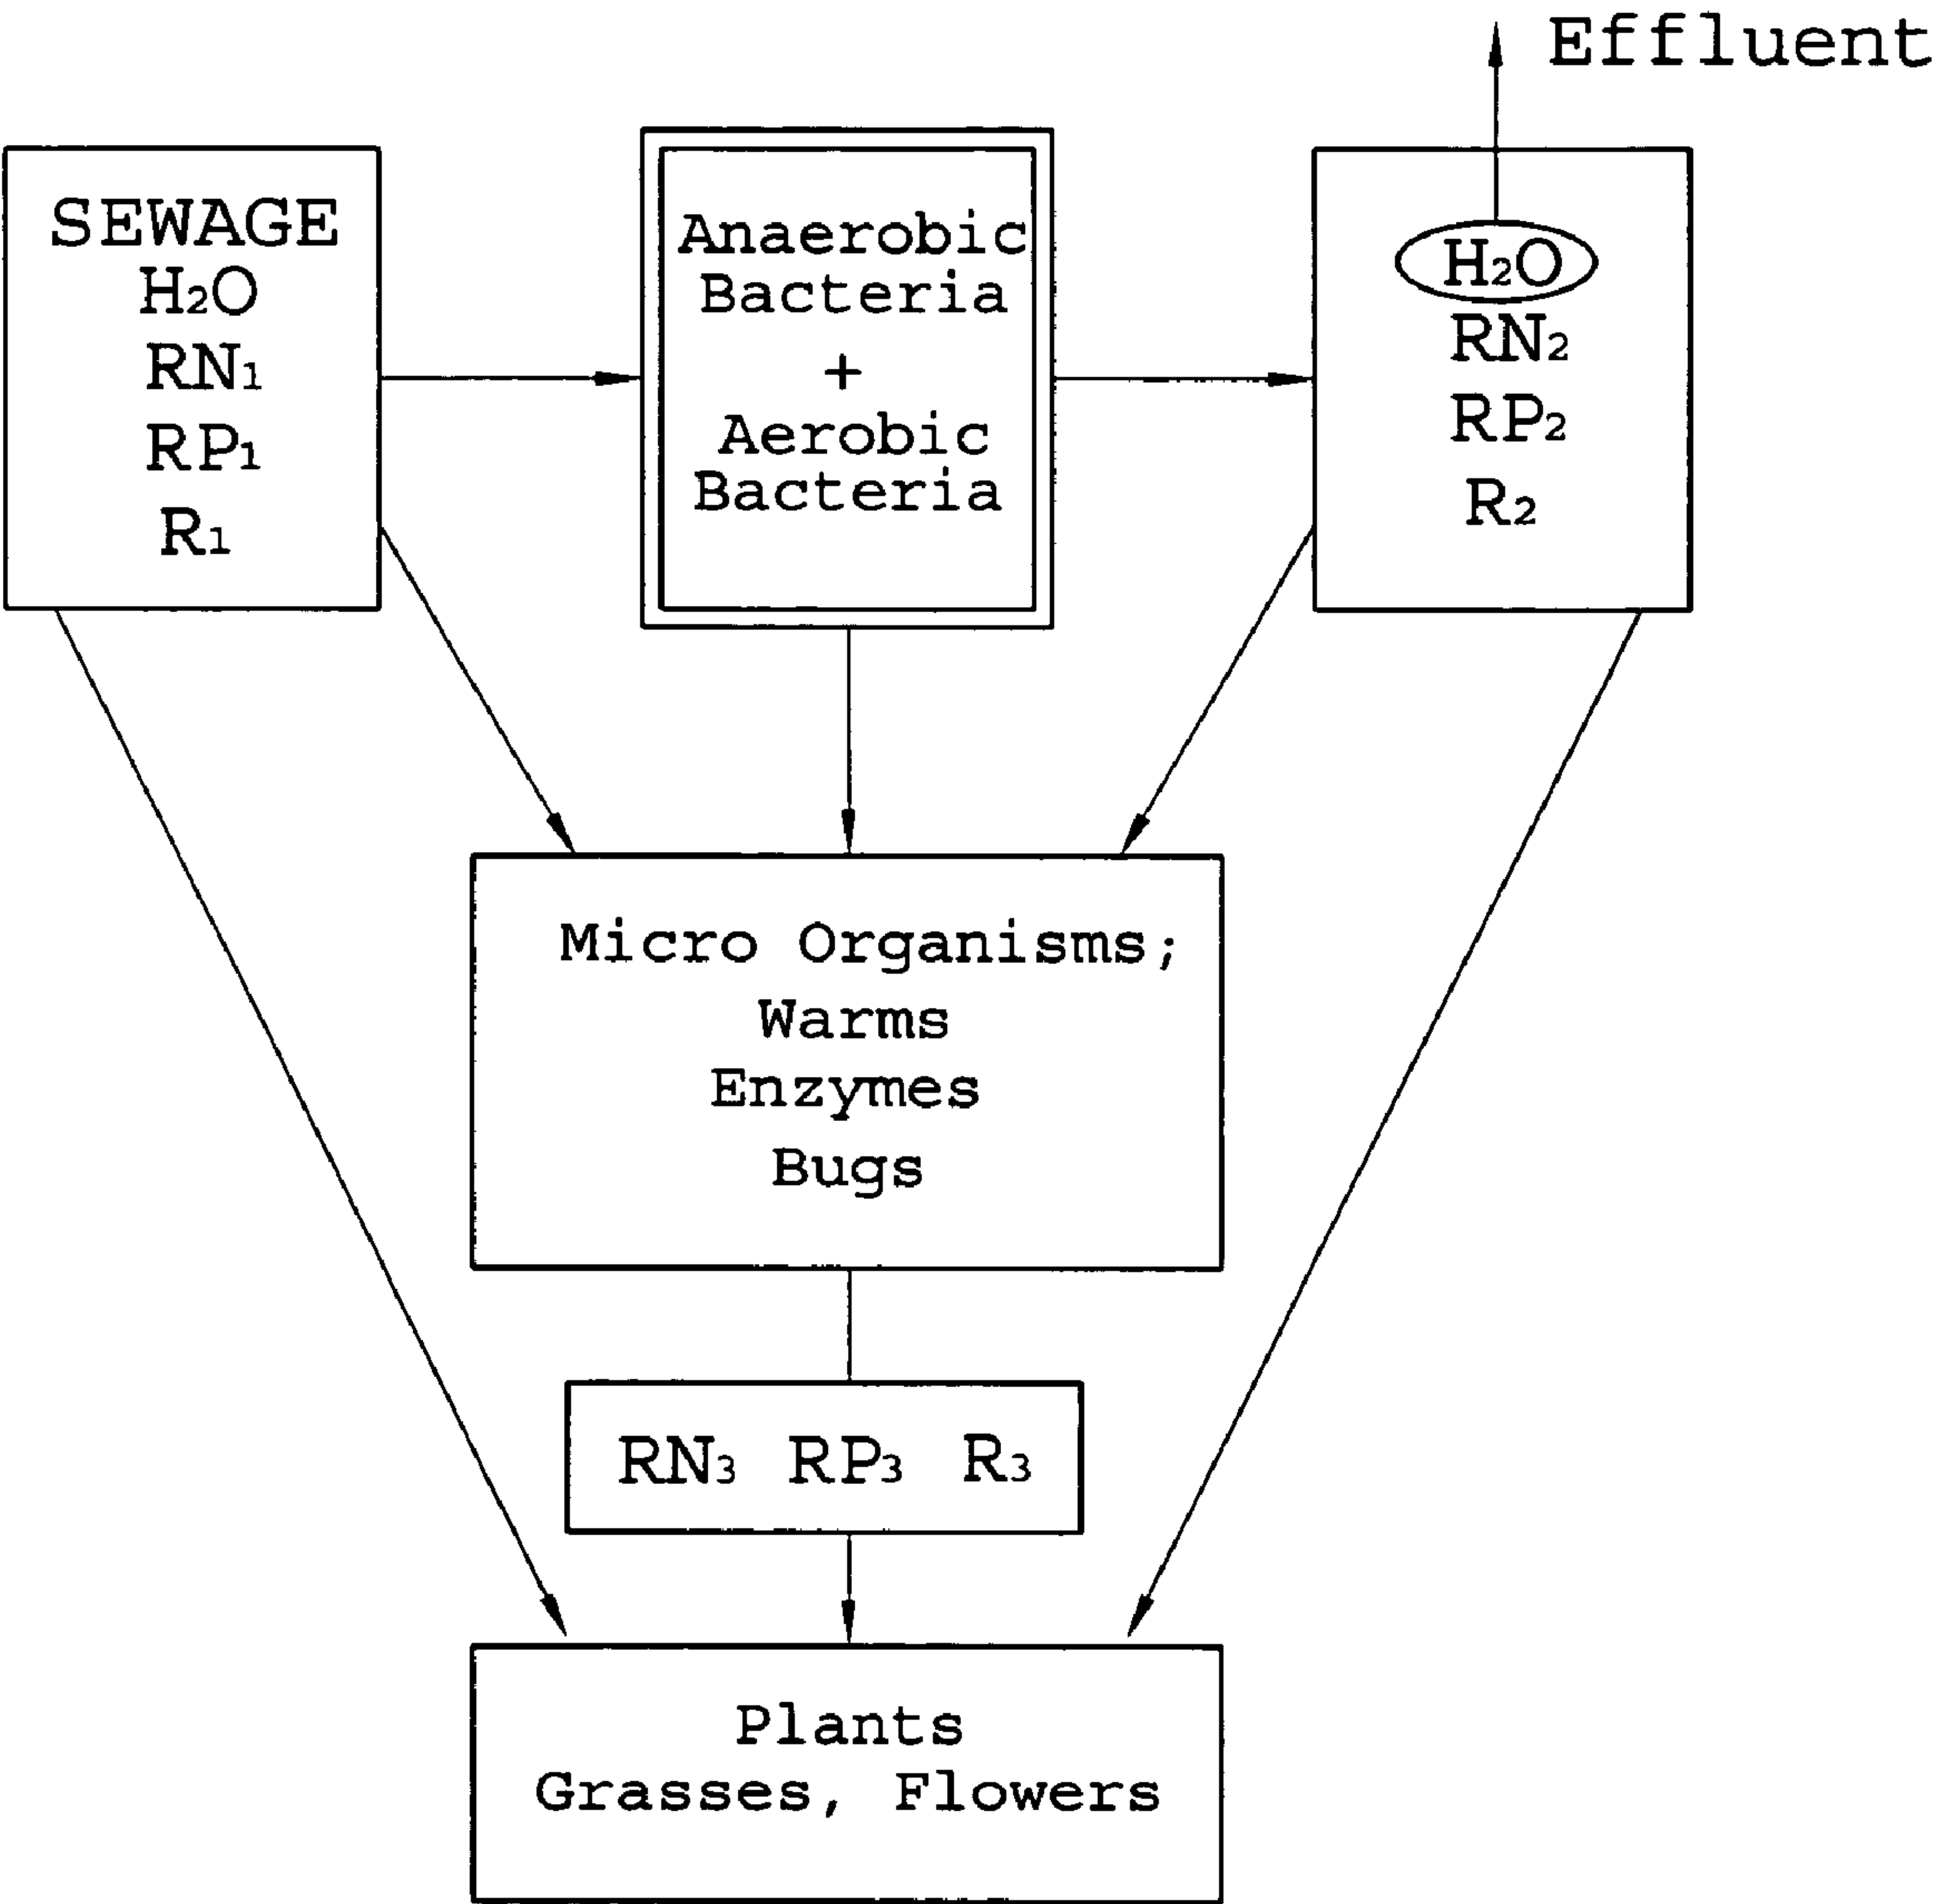 Effluent
SEWAGE
H₂O
RN₁
RP₁
R₁
Anaerobic
Bacteria
+
Aerobic
Bacteria
H₂O
RN₂
RP₂
R₂
Micro Organisms;
Warms
Enzymes
Bugs
RN₃ RP₃ R₃
Plants
Grasses, Flowers